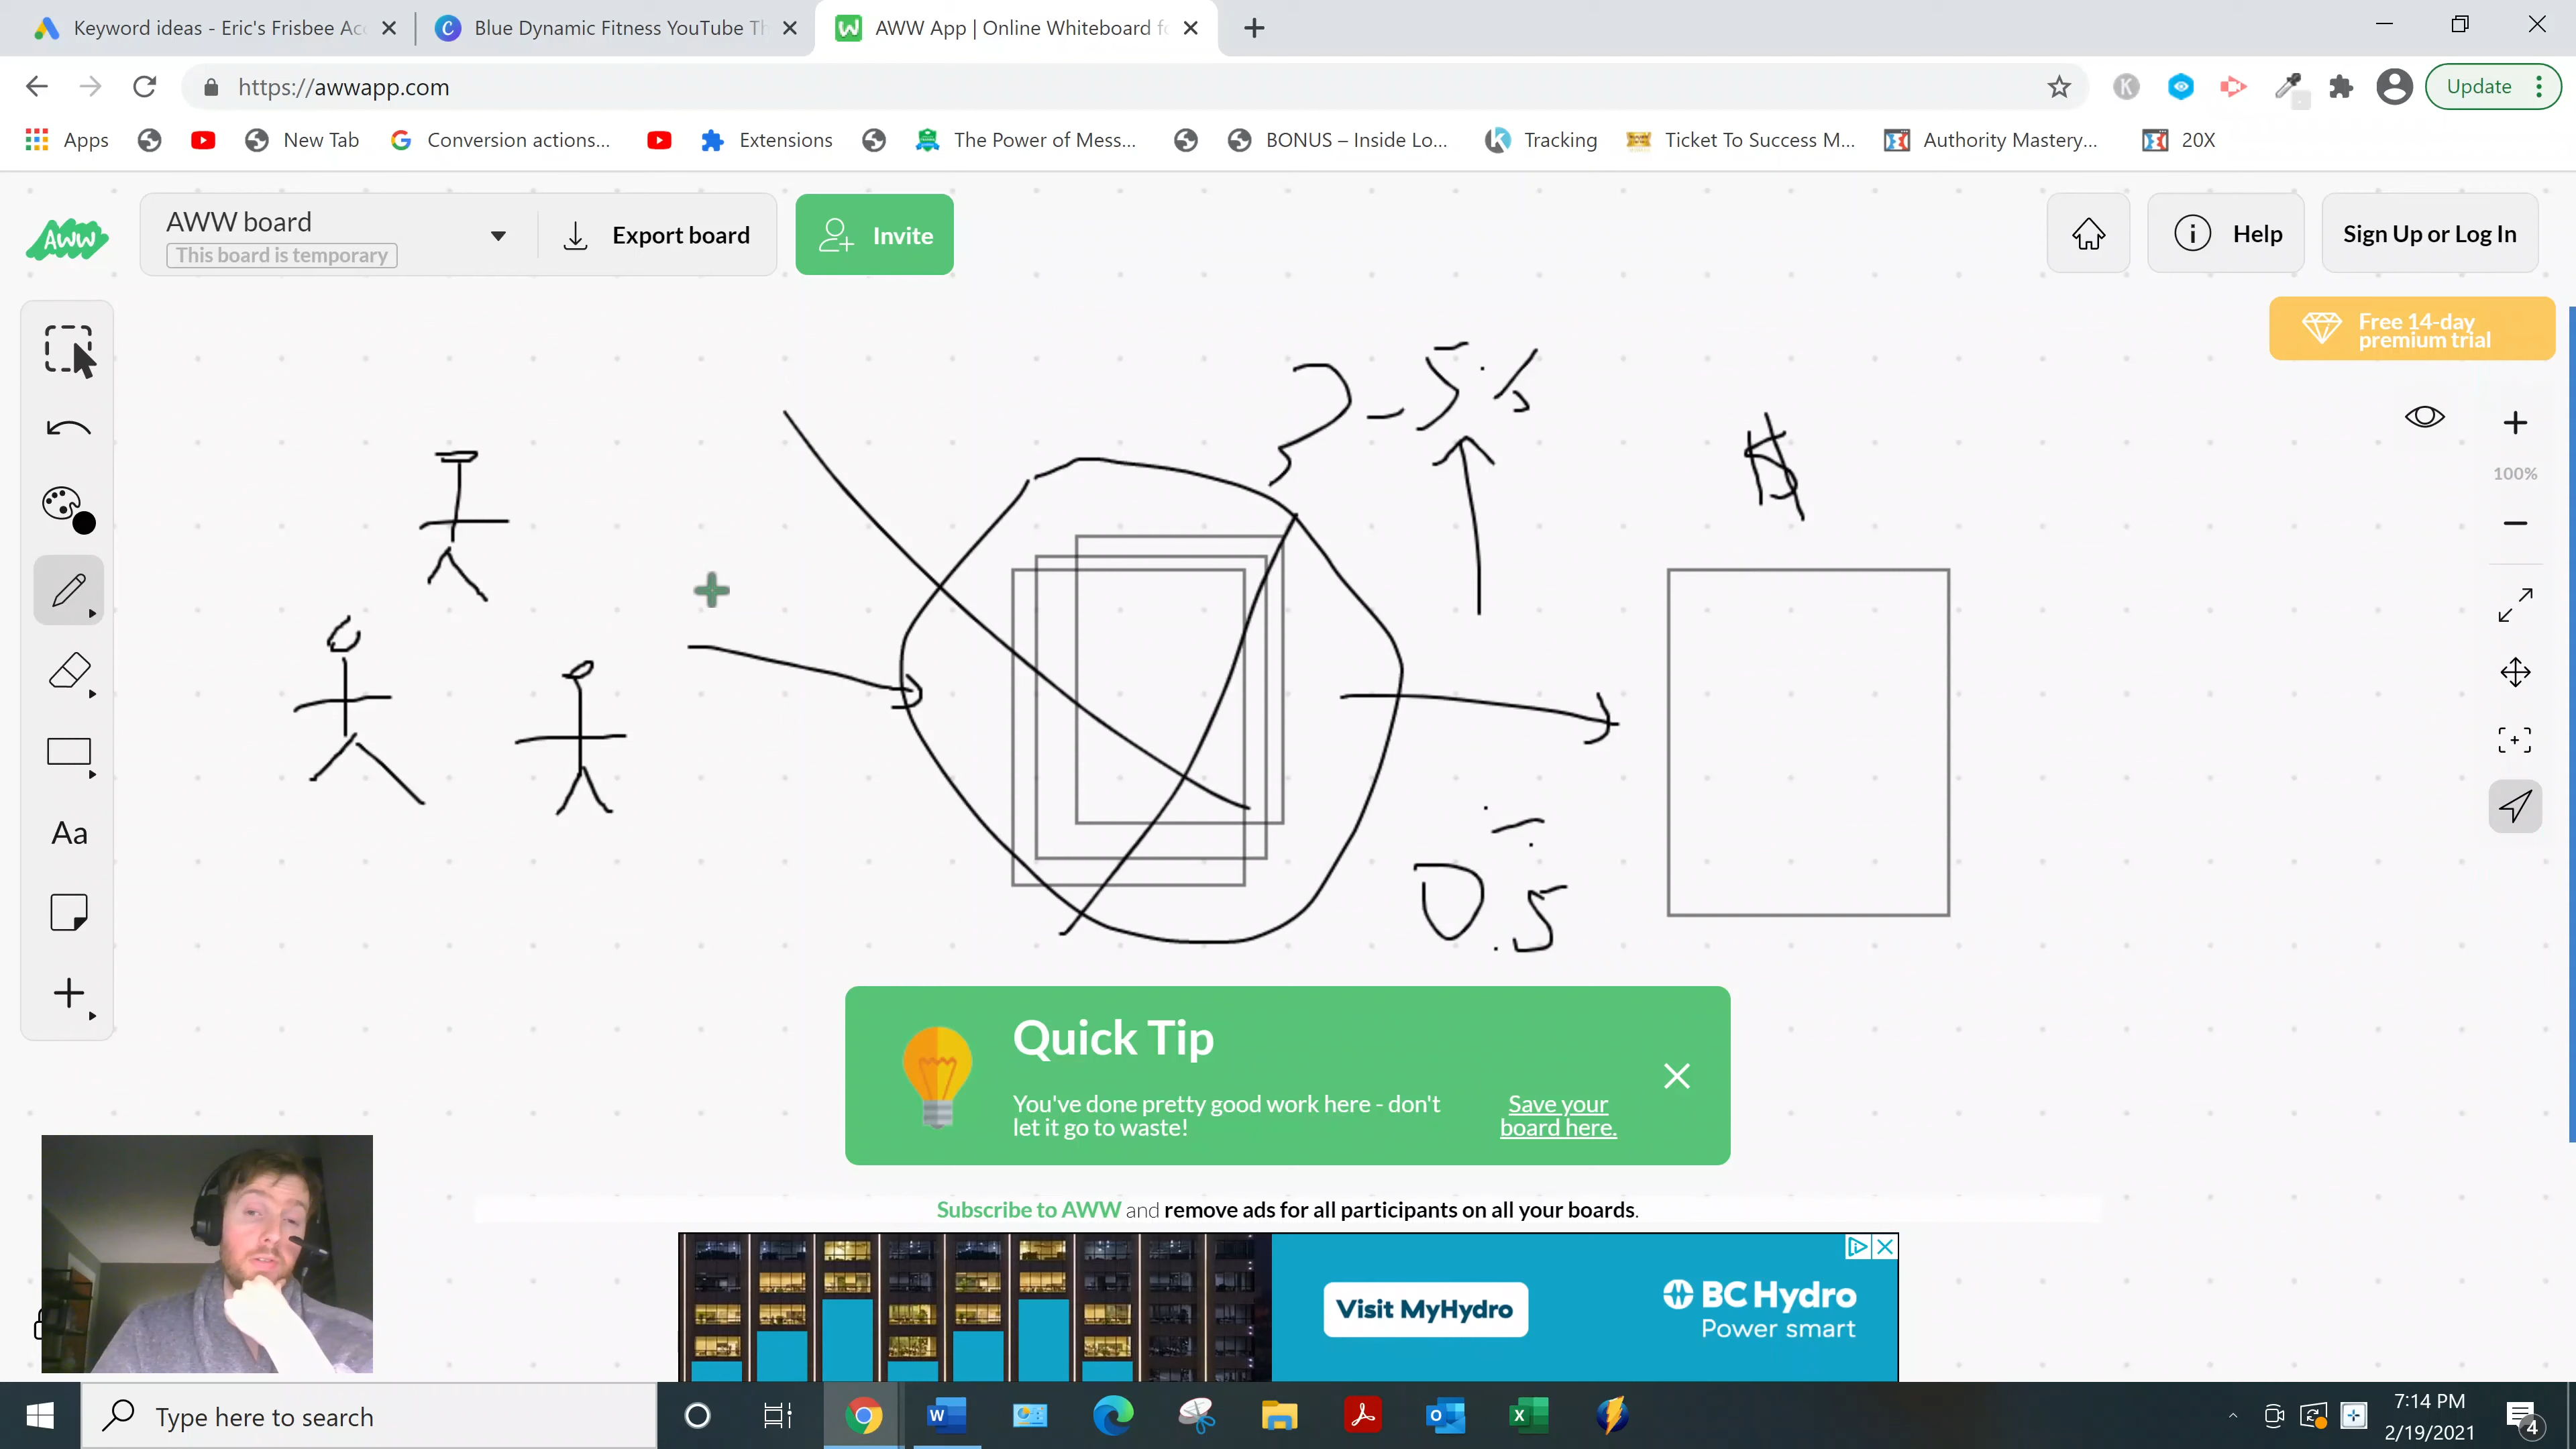 Keyword ideas - Eric's Frisbee Acc
Blue Dynamic Fitness YouTube Th
AWW App | Online Whiteboard fo
https://awwapp.com
Update
Apps
New Tab
Conversion actions...
Extensions
The Power of Mess...
BONUS – Inside Lo...
Tracking
Ticket To Success M...
Authority Mastery...
20X
AWW
AWW board
This board is temporary
Export board
Invite
Help
Sign Up or Log In
Free 14-day
premium trial
100%
Aa
$
0.5
Quick Tip
You've done pretty good work here - don't
let it go to waste!
Save your
board here.
Subscribe to AWW and remove ads for all participants on all your boards.
Visit MyHydro
BC Hydro
Power smart
Type here to search
7:14 PM
2/19/2021
4